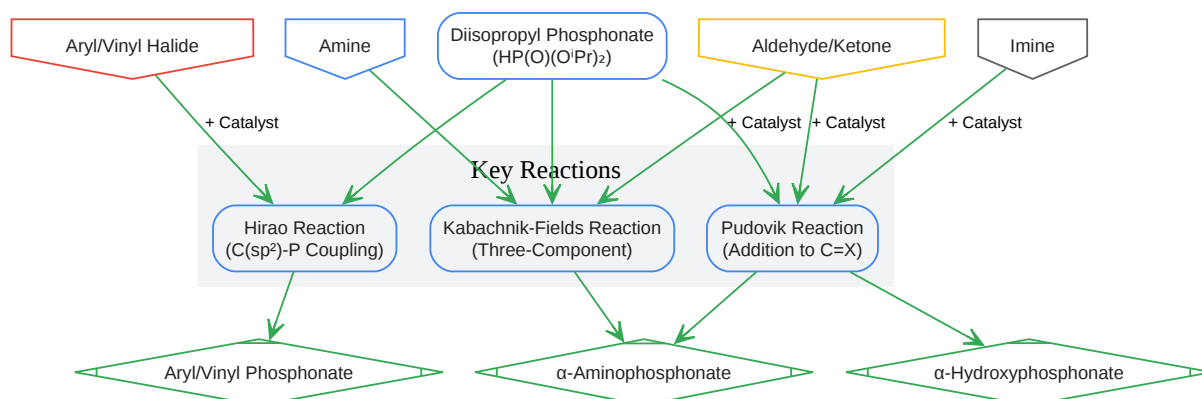 Aryl/Vinyl Halide
Amine
Diisopropyl Phosphonate
(HP(O)(OⁱPr)₂)
Aldehyde/Ketone
Imine
+ Catalyst
+ Catalyst
+ Catalyst
+ Catalyst
Key Reactions
Hirao Reaction
(C(sp²)-P Coupling)
Kabachnik-Fields Reaction
(Three-Component)
Pudovik Reaction
(Addition to C=X)
Aryl/Vinyl Phosphonate
α-Aminophosphonate
α-Hydroxyphosphonate